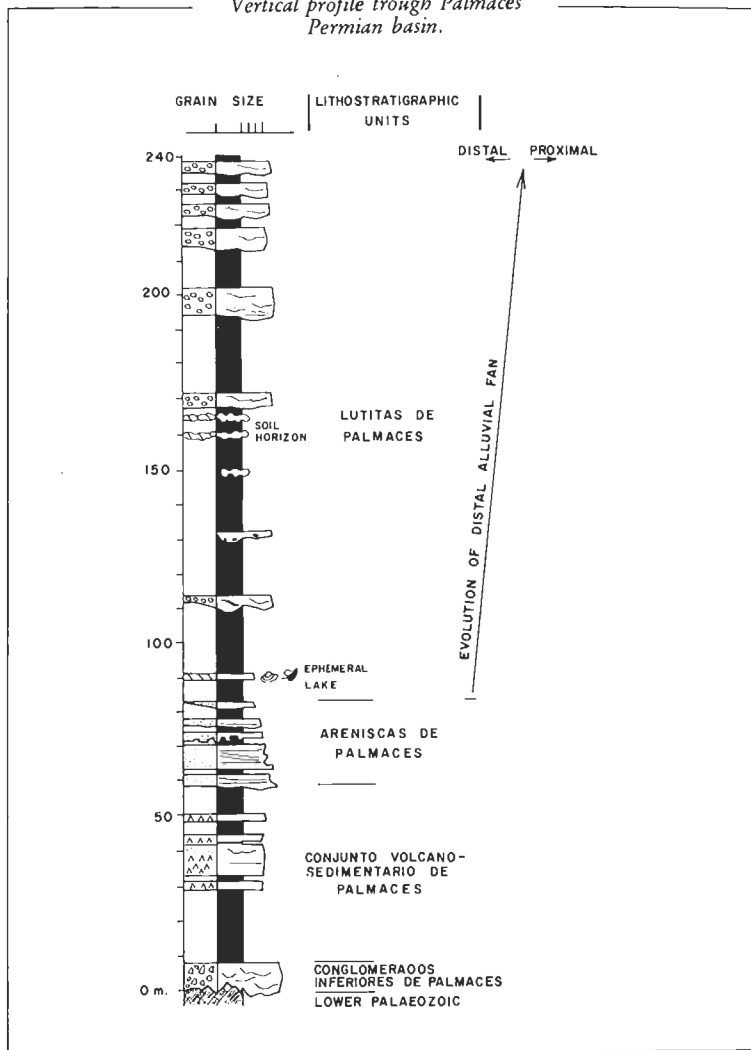 Vertical profile trough Palmaces
Permian basin.
GRAIN SIZE
LITHOSTRATIGRAPHIC
UNITS
DISTAL PROXIMAL
240
200
SOIL
HORIZON
LUTITAS DE
PALMACES
150
EVOLUTION OF DISTAL ALLUVIAL FAN
100
EPHEMERAL
LAKE
ARENISCAS DE
PALMACES
50
CONJUNTO VOLCANO-
SEDIMENTARIO DE
PALMACES
CONGLOMERAOOS
INFERIORES DE PALMACES
0 m.
LOWER PALAEOZOIC